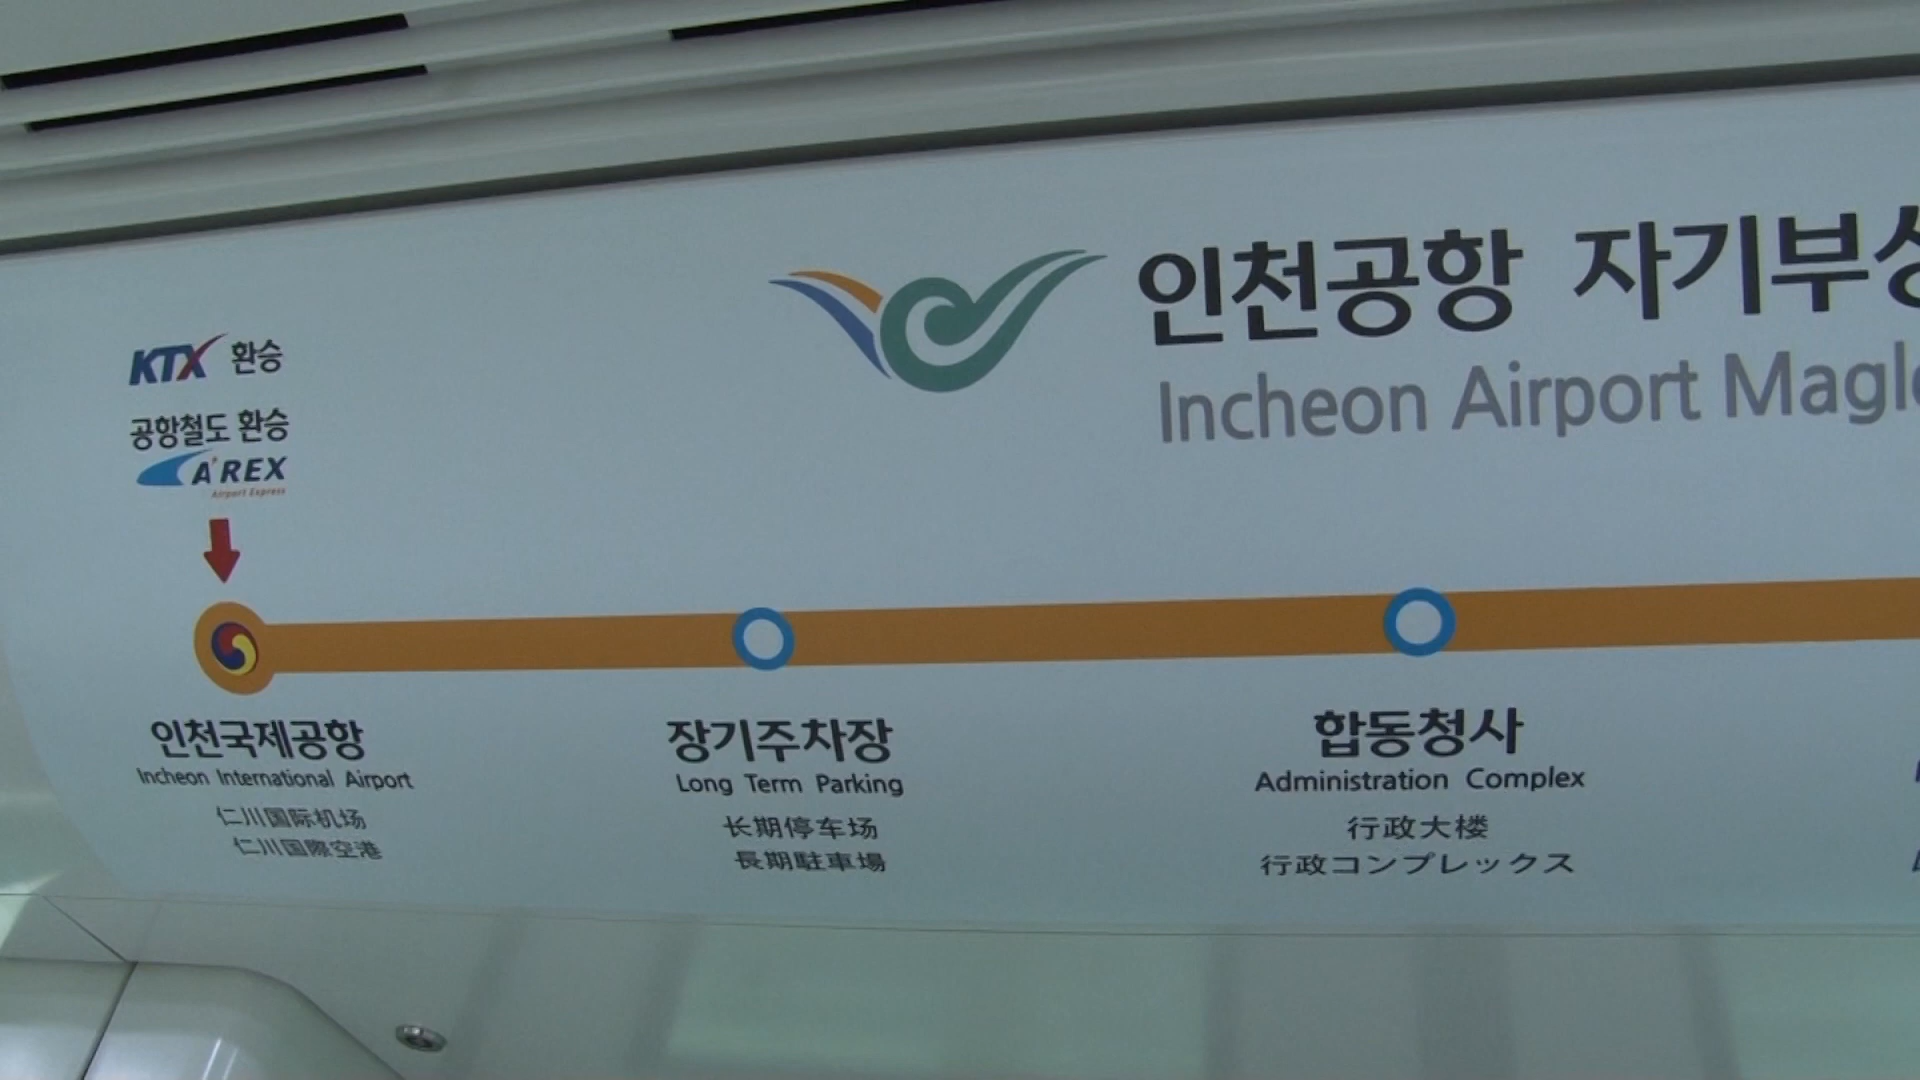 인천공항 자기부
Incheon Airport
KTX 환승
공항철도 환승
A'REX
Airport Express
인천국제공항
Incheon International Airport
仁川国际机场
仁川国際空港
장기주차장
Long Term Parking
长期停车场
長期駐車場
합동청사
Administration Complex
行政大楼
行政コンプレックス